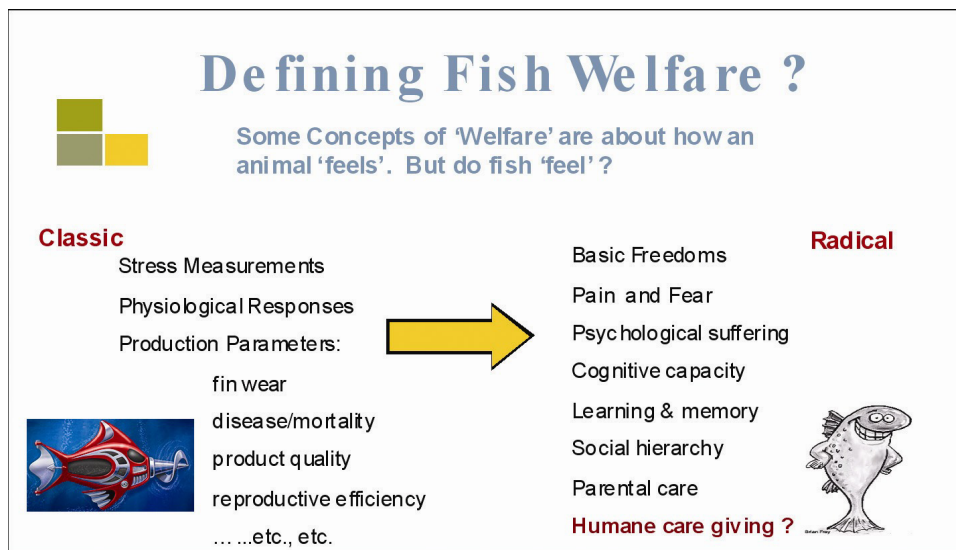 Defining Fish Welfare ?
Some Concepts of ‘Welfare’ are about how an
animal ‘feels’. But do fish ‘feel’ ?
Classic
Stress Measurements
Physiological Responses
Production Parameters:
fin wear
disease/mortality
product quality
reproductive efficiency
… ...etc., etc.
Radical
Basic Freedoms
Pain and Fear
Psychological suffering
Cognitive capacity
Learning & memory
Social hierarchy
Parental care
Humane care giving ?